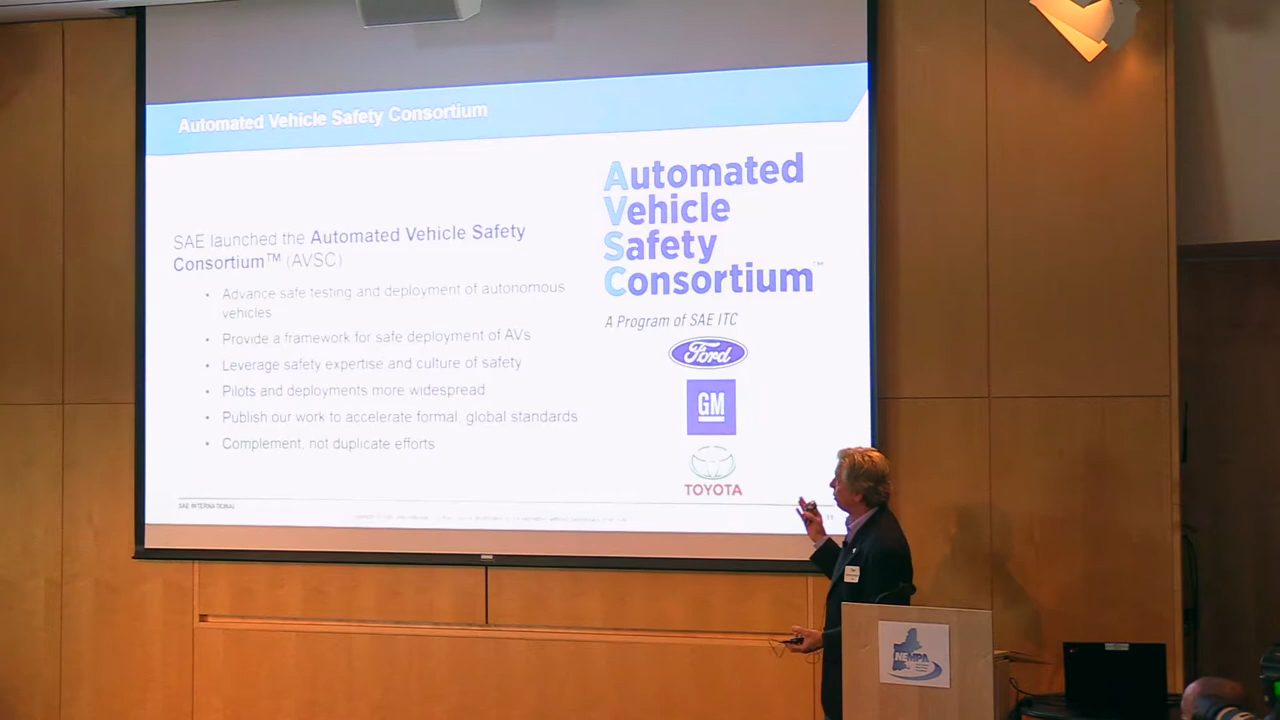 Automated Vehicle Safety Consortium
SAE launched the Automated Vehicle Safety
Consortium™ (AVSC)
• Advance safe testing and deployment of autonomous
vehicles
• Provide a framework for safe deployment of AVs
• Leverage safety expertise and culture of safety
• Pilots and deployments more widespread
• Publish our work to accelerate formal, global standards
• Complement, not duplicate efforts
Automated
Vehicle
Safety
Consortium™
A Program of SAE ITC
Ford
GM
TOYOTA
SAE INTERNATIONAL
11
NEMPA